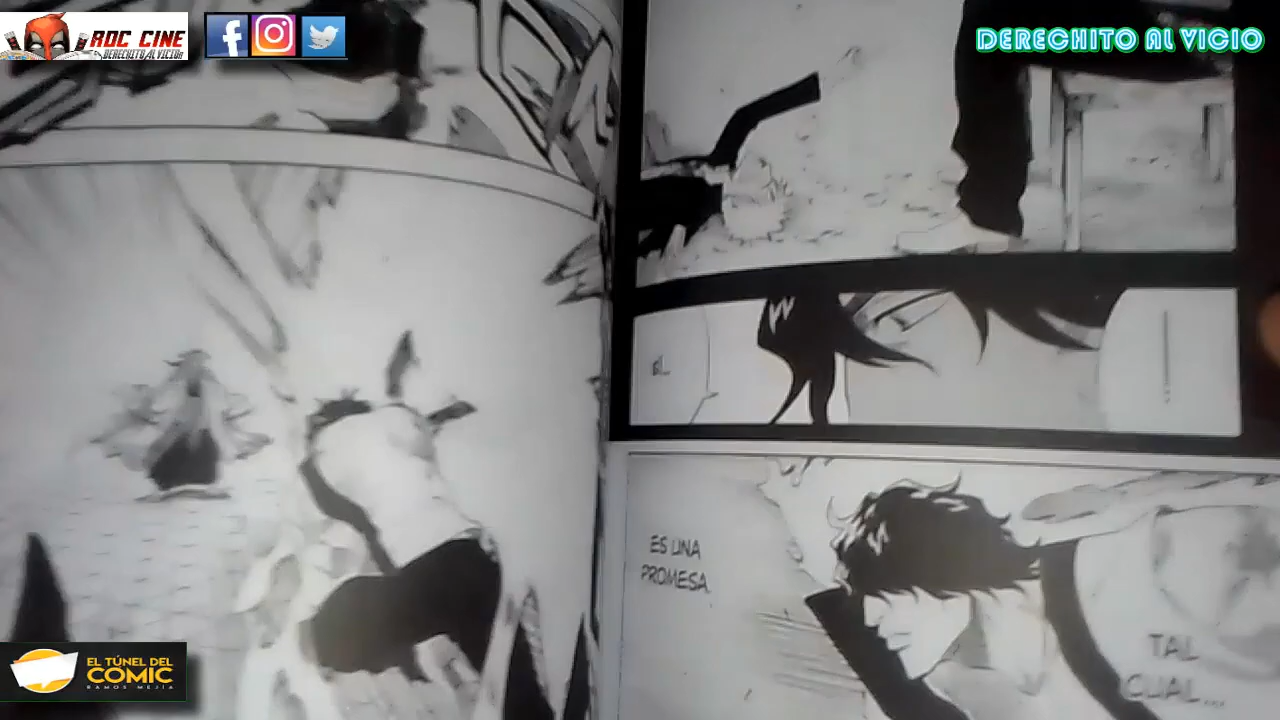 ROC CINE
DERECHITO AL VICIO
DERECHITO AL VICIO
EL...
ES UNA
PROMESA
TAL
CUAL...
EL TÚNEL DEL
COMIC
RAMOS MEJÍA